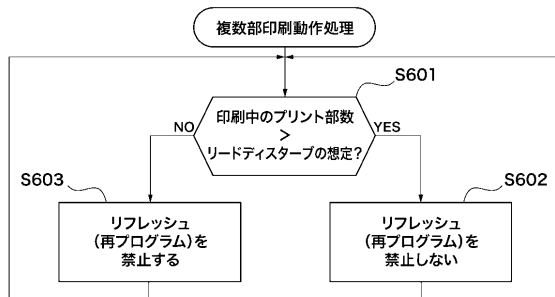 複数部印刷動作処理
S601
印刷中のプリント部数
>
リードディスターブの想定?
NO
YES
S603
S602
リフレッシュ
(再プログラム)を
禁止する
リフレッシュ
(再プログラム)を
禁止しない